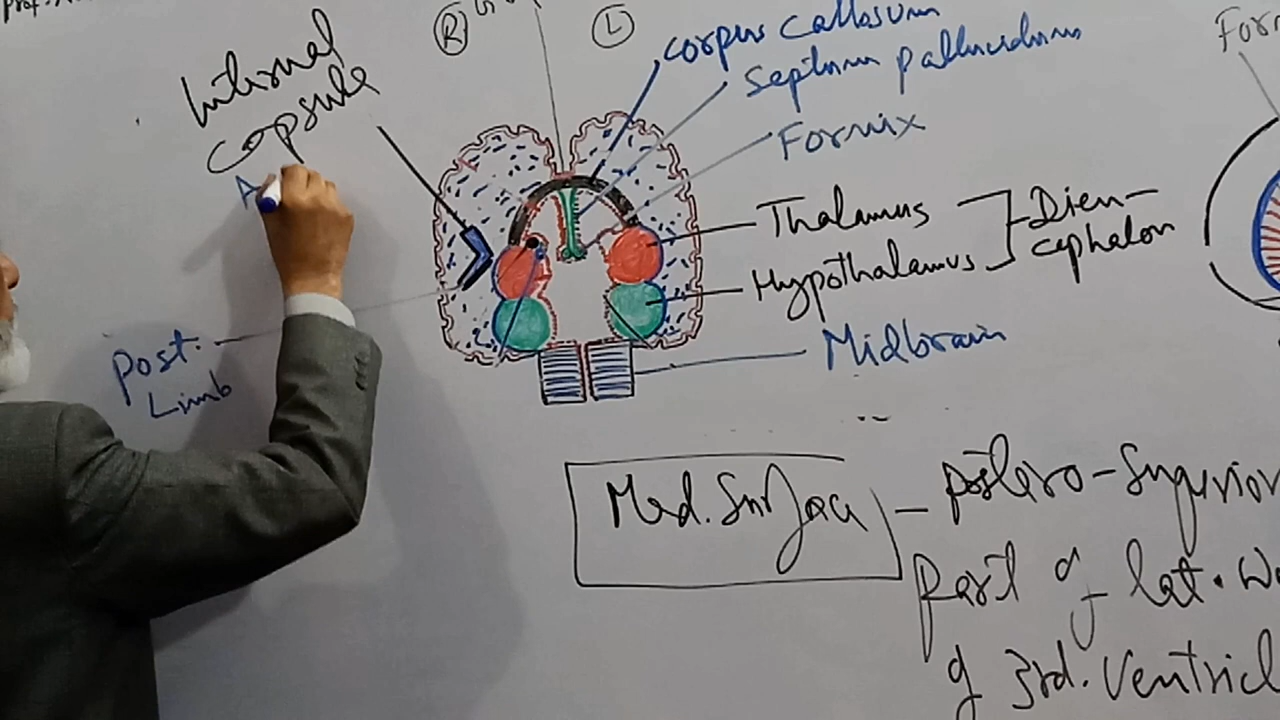 Internal
capsule
A
R
L
corpus callosum
Septum pallucidum
Fornix
Thalamus
Hypothalamus
Dien-
cephalon
Midbrain
Post.
Limb
Med. Surface
- postero-Superior
Part of lat.
of 3rd. Ventricl